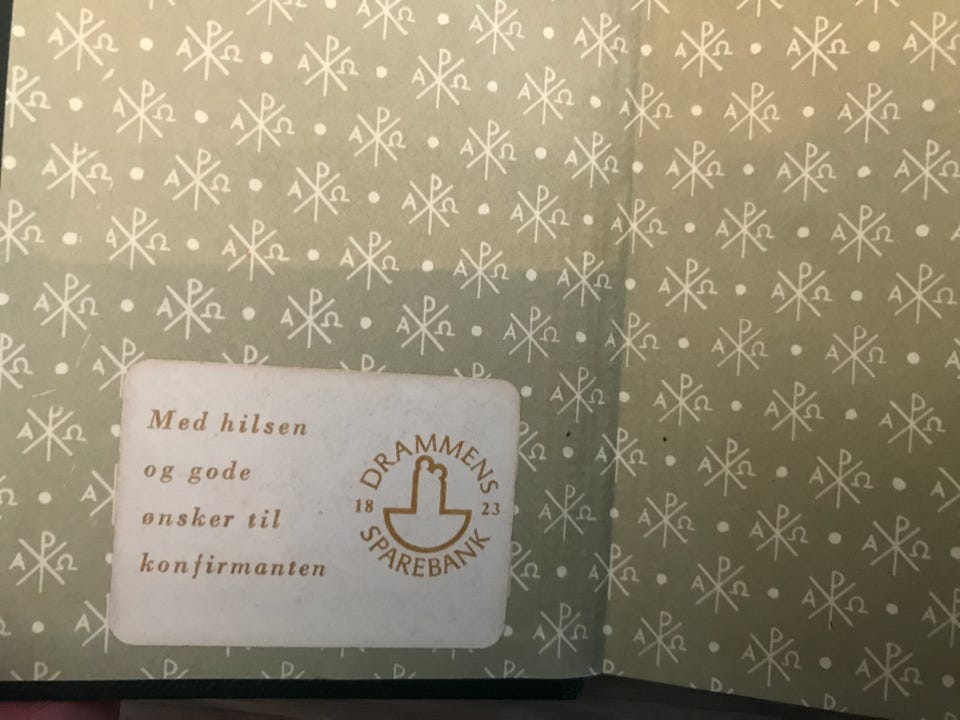 Med hilsen
og gode
ønsker til
konfirmanten
DRAMMENS
18 23
SPAREBANK